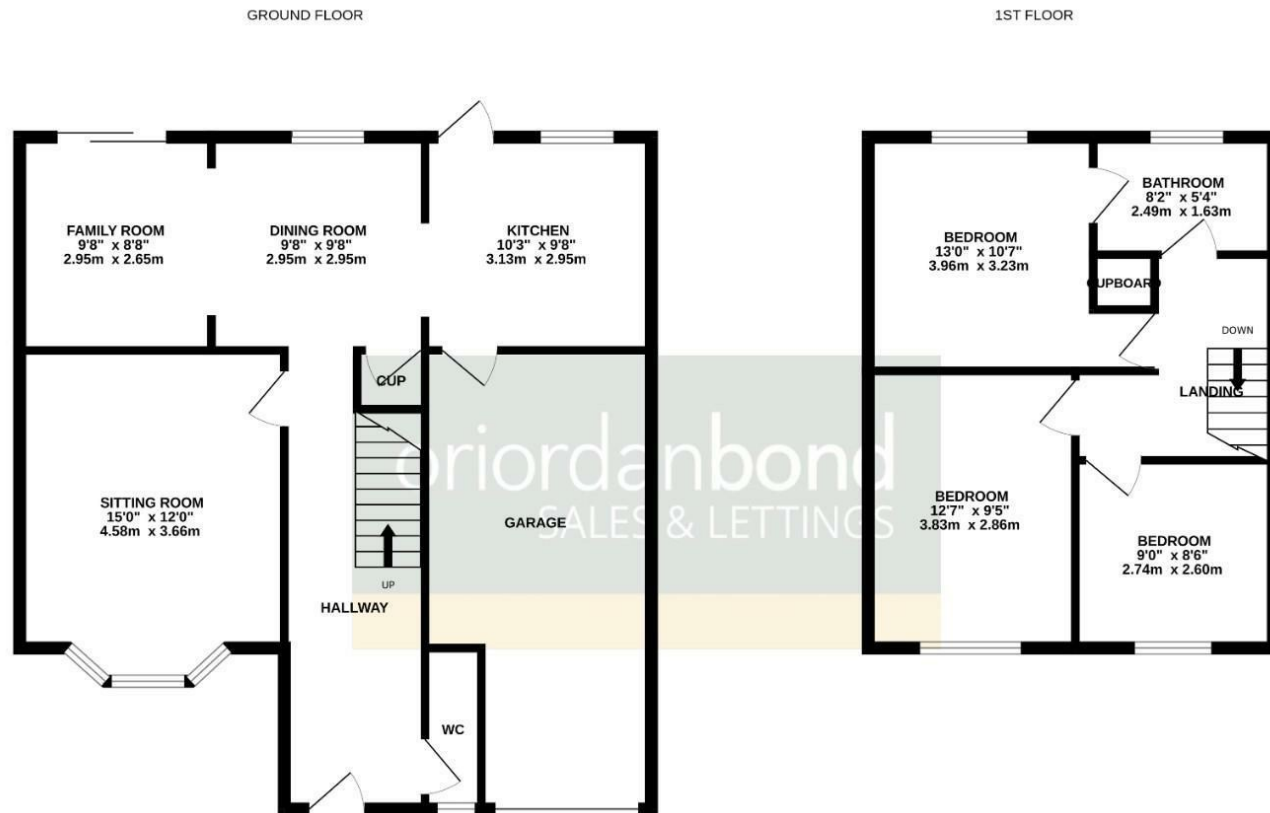 GROUND FLOOR
1ST FLOOR
FAMILY ROOM
9'8" x 8'8"
2.95m x 2.65m
DINING ROOM
9'8" x 9'8"
2.95m x 2.95m
KITCHEN
10'3" x 9'8"
3.13m x 2.95m
CUP
SITTING ROOM
15'0" x 12'0"
4.58m x 3.66m
GARAGE
UP
HALLWAY
WC
BEDROOM
13'0" x 10'7"
3.96m x 3.23m
BATHROOM
8'2" x 5'4"
2.49m x 1.63m
CUPBOARD
DOWN
LANDING
BEDROOM
12'7" x 9'5"
3.83m x 2.86m
BEDROOM
9'0" x 8'6"
2.74m x 2.60m
oriordanbond
SALES & LETTINGS